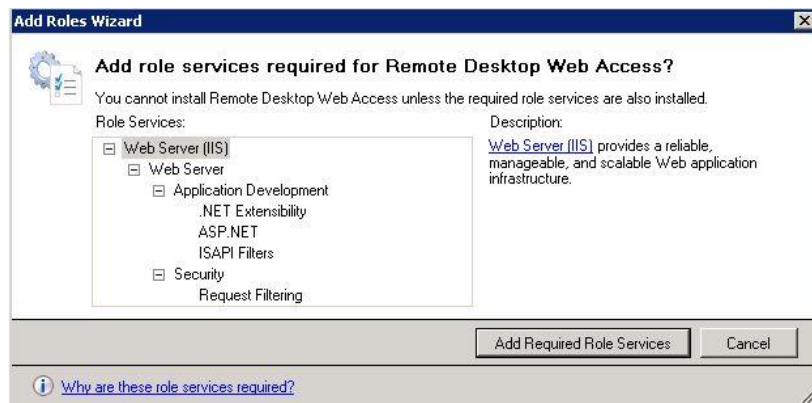 Add Roles Wizard
Add role services required for Remote Desktop Web Access?
You cannot install Remote Desktop Web Access unless the required role services are also installed.
Role Services:
Web Server (IIS)
Web Server
Application Development
.NET Extensibility
ASP.NET
ISAPI Filters
Security
Request Filtering
Description:
Web Server (IIS) provides a reliable,
manageable, and scalable Web application
infrastructure.
Add Required Role Services
Cancel
Why are these role services required?